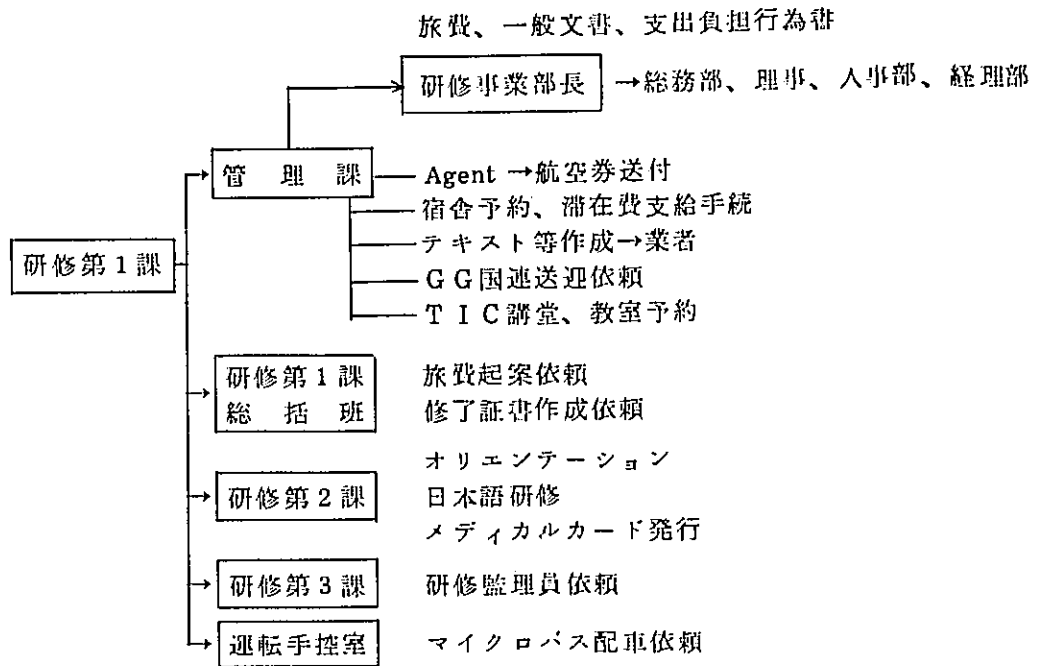 旅費、一般文書、支出負担行為書
研修事業部長 →総務部、理事、人事部、経理部
管理課
Agent →航空券送付
宿舎予約、滞在費支給手続
テキスト等作成→業者
GG国連送迎依頼
TIC講堂、教室予約
研修第1課
研修第1課 旅費起案依頼
総括班 修了証書作成依頼
オリエンテーション
研修第2課 日本語研修
メディカルカード発行
研修第3課 研修監理員依頼
運転手控室 マイクロバス配車依頼